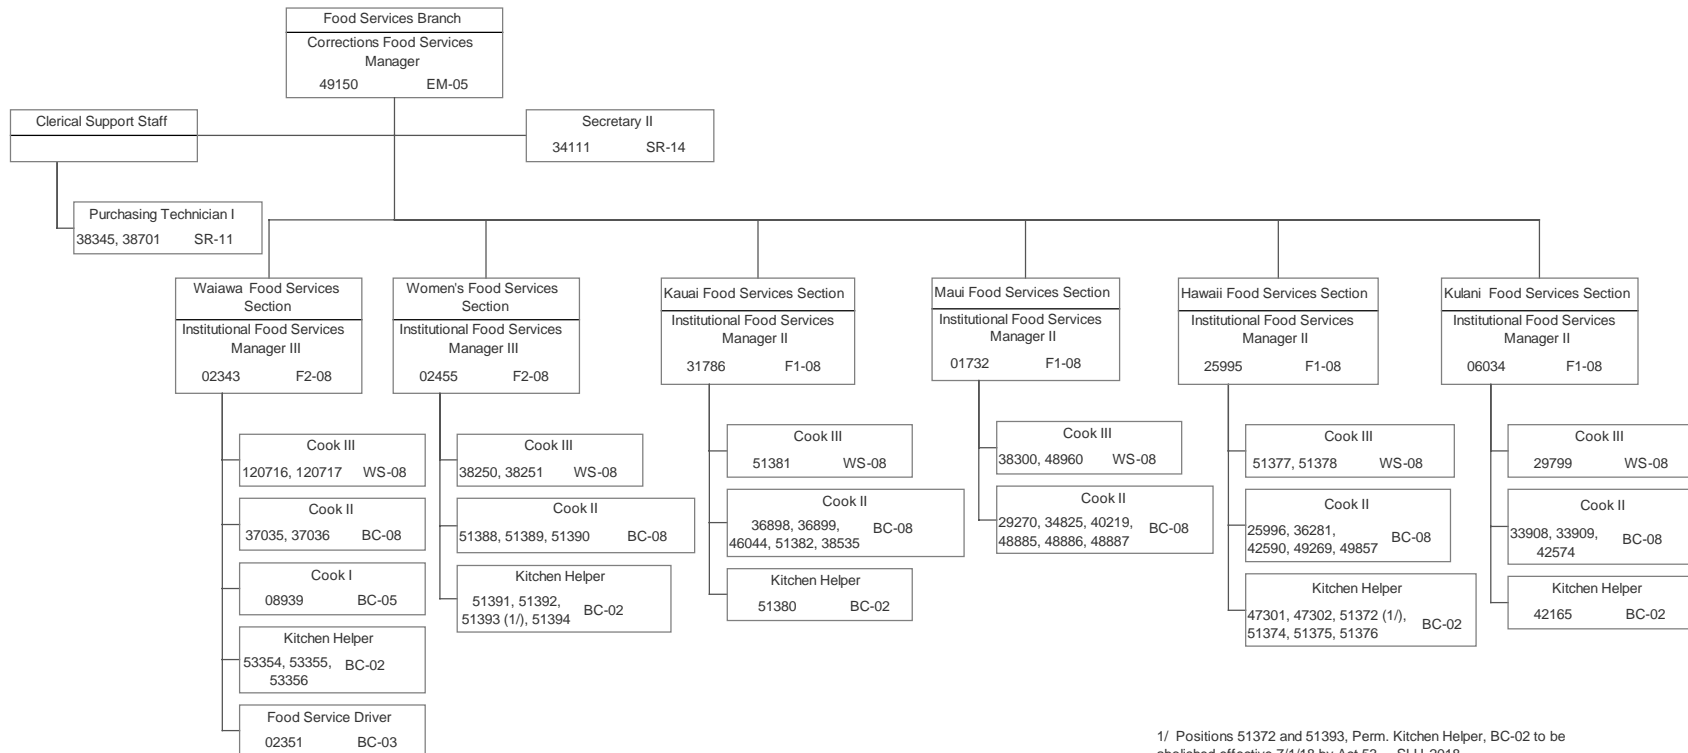 Food Services Branch
Corrections Food Services
Manager
49150 EM-05
Clerical Support Staff
Secretary II
34111 SR-14
Purchasing Technician I
38345, 38701 SR-11
Waiawa Food Services
Section
Institutional Food Services
Manager III
02343 F2-08
Cook III
120716, 120717 WS-08
Cook II
37035, 37036 BC-08
Cook I
08939 BC-05
Kitchen Helper
53354, 53355, BC-02
53356
Food Service Driver
02351 BC-03
Women's Food Services
Section
Institutional Food Services
Manager III
02455 F2-08
Cook III
38250, 38251 WS-08
Cook II
51388, 51389, 51390 BC-08
Kitchen Helper
51391, 51392,
51393 (1/), 51394 BC-02
Kauai Food Services Section
Institutional Food Services
Manager II
31786 F1-08
Cook III
51381 WS-08
Cook II
36898, 36899,
46044, 51382, 38535 BC-08
Kitchen Helper
51380 BC-02
Maui Food Services Section
Institutional Food Services
Manager II
01732 F1-08
Cook III
38300, 48960 WS-08
Cook II
29270, 34825, 40219,
48885, 48886, 48887 BC-08
Hawaii Food Services Section
Institutional Food Services
Manager II
25995 F1-08
Cook III
51377, 51378 WS-08
Cook II
25996, 36281,
42590, 49269, 49857 BC-08
Kitchen Helper
47301, 47302, 51372 (1/),
51374, 51375, 51376 BC-02
Kulani Food Services Section
Institutional Food Services
Manager II
06034 F1-08
Cook III
29799 WS-08
Cook II
33908, 33909,
42574 BC-08
Kitchen Helper
42165 BC-02
1/ Positions 51372 and 51393, Perm. Kitchen Helper, BC-02 to be
abolished effective 7/1/18 by Act 53, SLH 2018